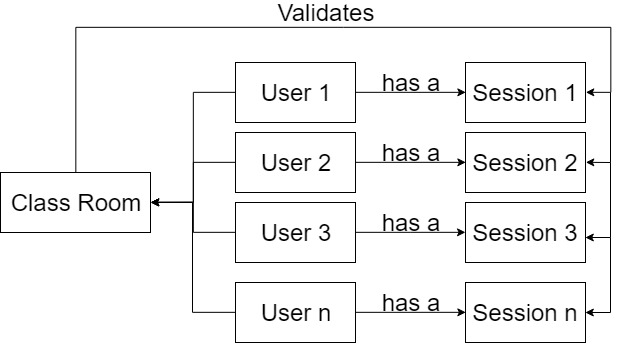 Validates
User 1
has a
Session 1
User 2
has a
Session 2
Class Room
User 3
has a
Session 3
User n
has a
Session n